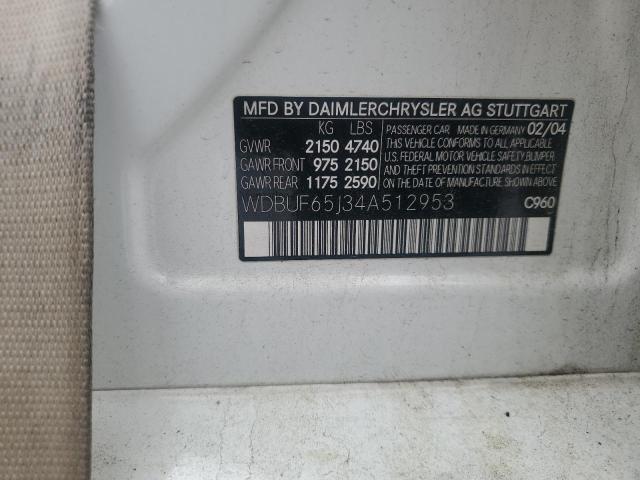 MFD BY DAIMLERCHRYSLER AG STUTTGART
KG LBS
GVWR 2150 4740
GAWR FRONT 975 2150
GAWR REAR 1175 2590
PASSENGER CAR MADE IN GERMANY 02/04
THIS VEHICLE CONFORMS TO ALL APPLICABLE
U.S. FEDERAL MOTOR VEHICLE SAFETY, BUMPER
AND THEFT PREVENTION STANDARDS IN EFFECT
ON THE DATE OF MANUFACTURE SHOWN ABOVE.
WDBUF65J34A512953 C960